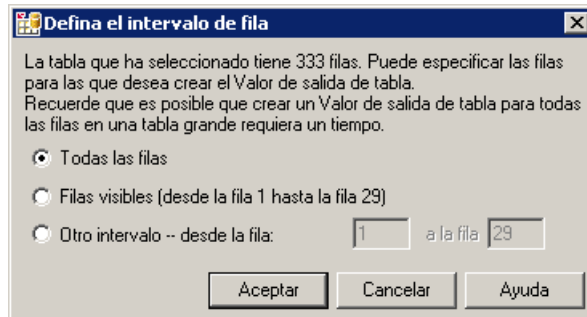 Defina el intervalo de fila
La tabla que ha seleccionado tiene 333 filas. Puede especificar las filas
para las que desea crear el Valor de salida de tabla.
Recuerde que es posible que crear un Valor de salida de tabla para todas
las filas en una tabla grande requiera un tiempo.
Todas las filas
Filas visibles (desde la fila 1 hasta la fila 29)
Otro intervalo -- desde la fila: 1 a la fila 29
Aceptar Cancelar Ayuda